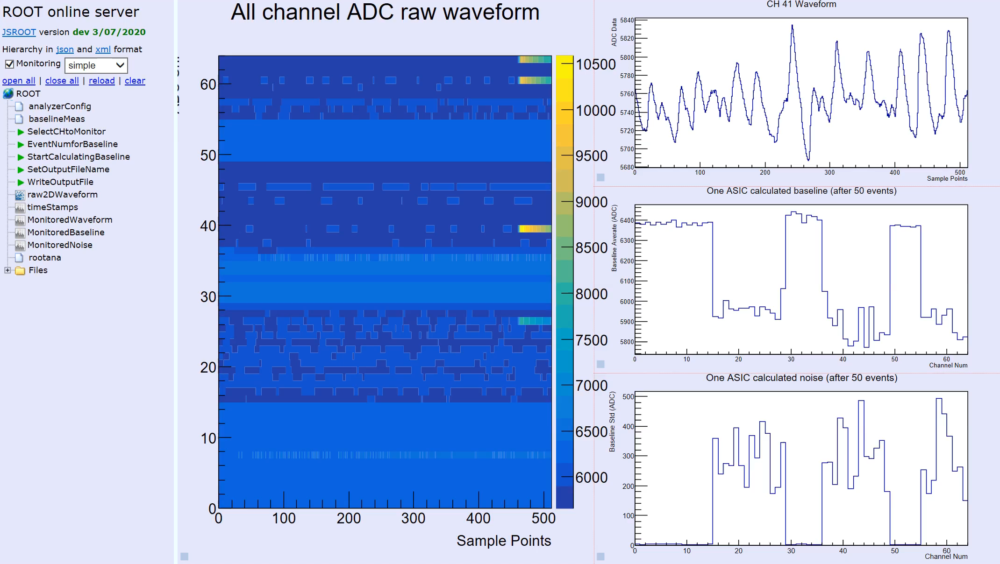 ROOT online server
JSROOT version dev 3/07/2020
Hierarchy in json and xml format
Monitoring simple
open all | close all | reload | clear
ROOT
analyzerConfig
baselineMeas
SelectCHtoMonitor
EventNumforBaseline
StartCalculatingBaseline
SetOutputFileName
WriteOutputFile
raw2DWaveform
timeStamps
MonitoredWaveform
MonitoredBaseline
MonitoredNoise
rootana
Files
All channel ADC raw waveform
60
50
40
30
20
10
0
0 100 200 300 400 500
Sample Points
10500
10000
9500
9000
8500
8000
7500
7000
6500
6000
CH 41 Waveform
ADC Data
5840
5820
5800
5780
5760
5740
5720
5700
5680
0 100 200 300 400 500
Sample Points
One ASIC calculated baseline (after 50 events)
Baseline Averate (ADC)
6400
6300
6200
6100
6000
5900
5800
0 10 20 30 40 50 60
Channel Num
One ASIC calculated noise (after 50 events)
Baseline Std (ADC)
500
400
300
200
100
0
0 10 20 30 40 50 60
Channel Num